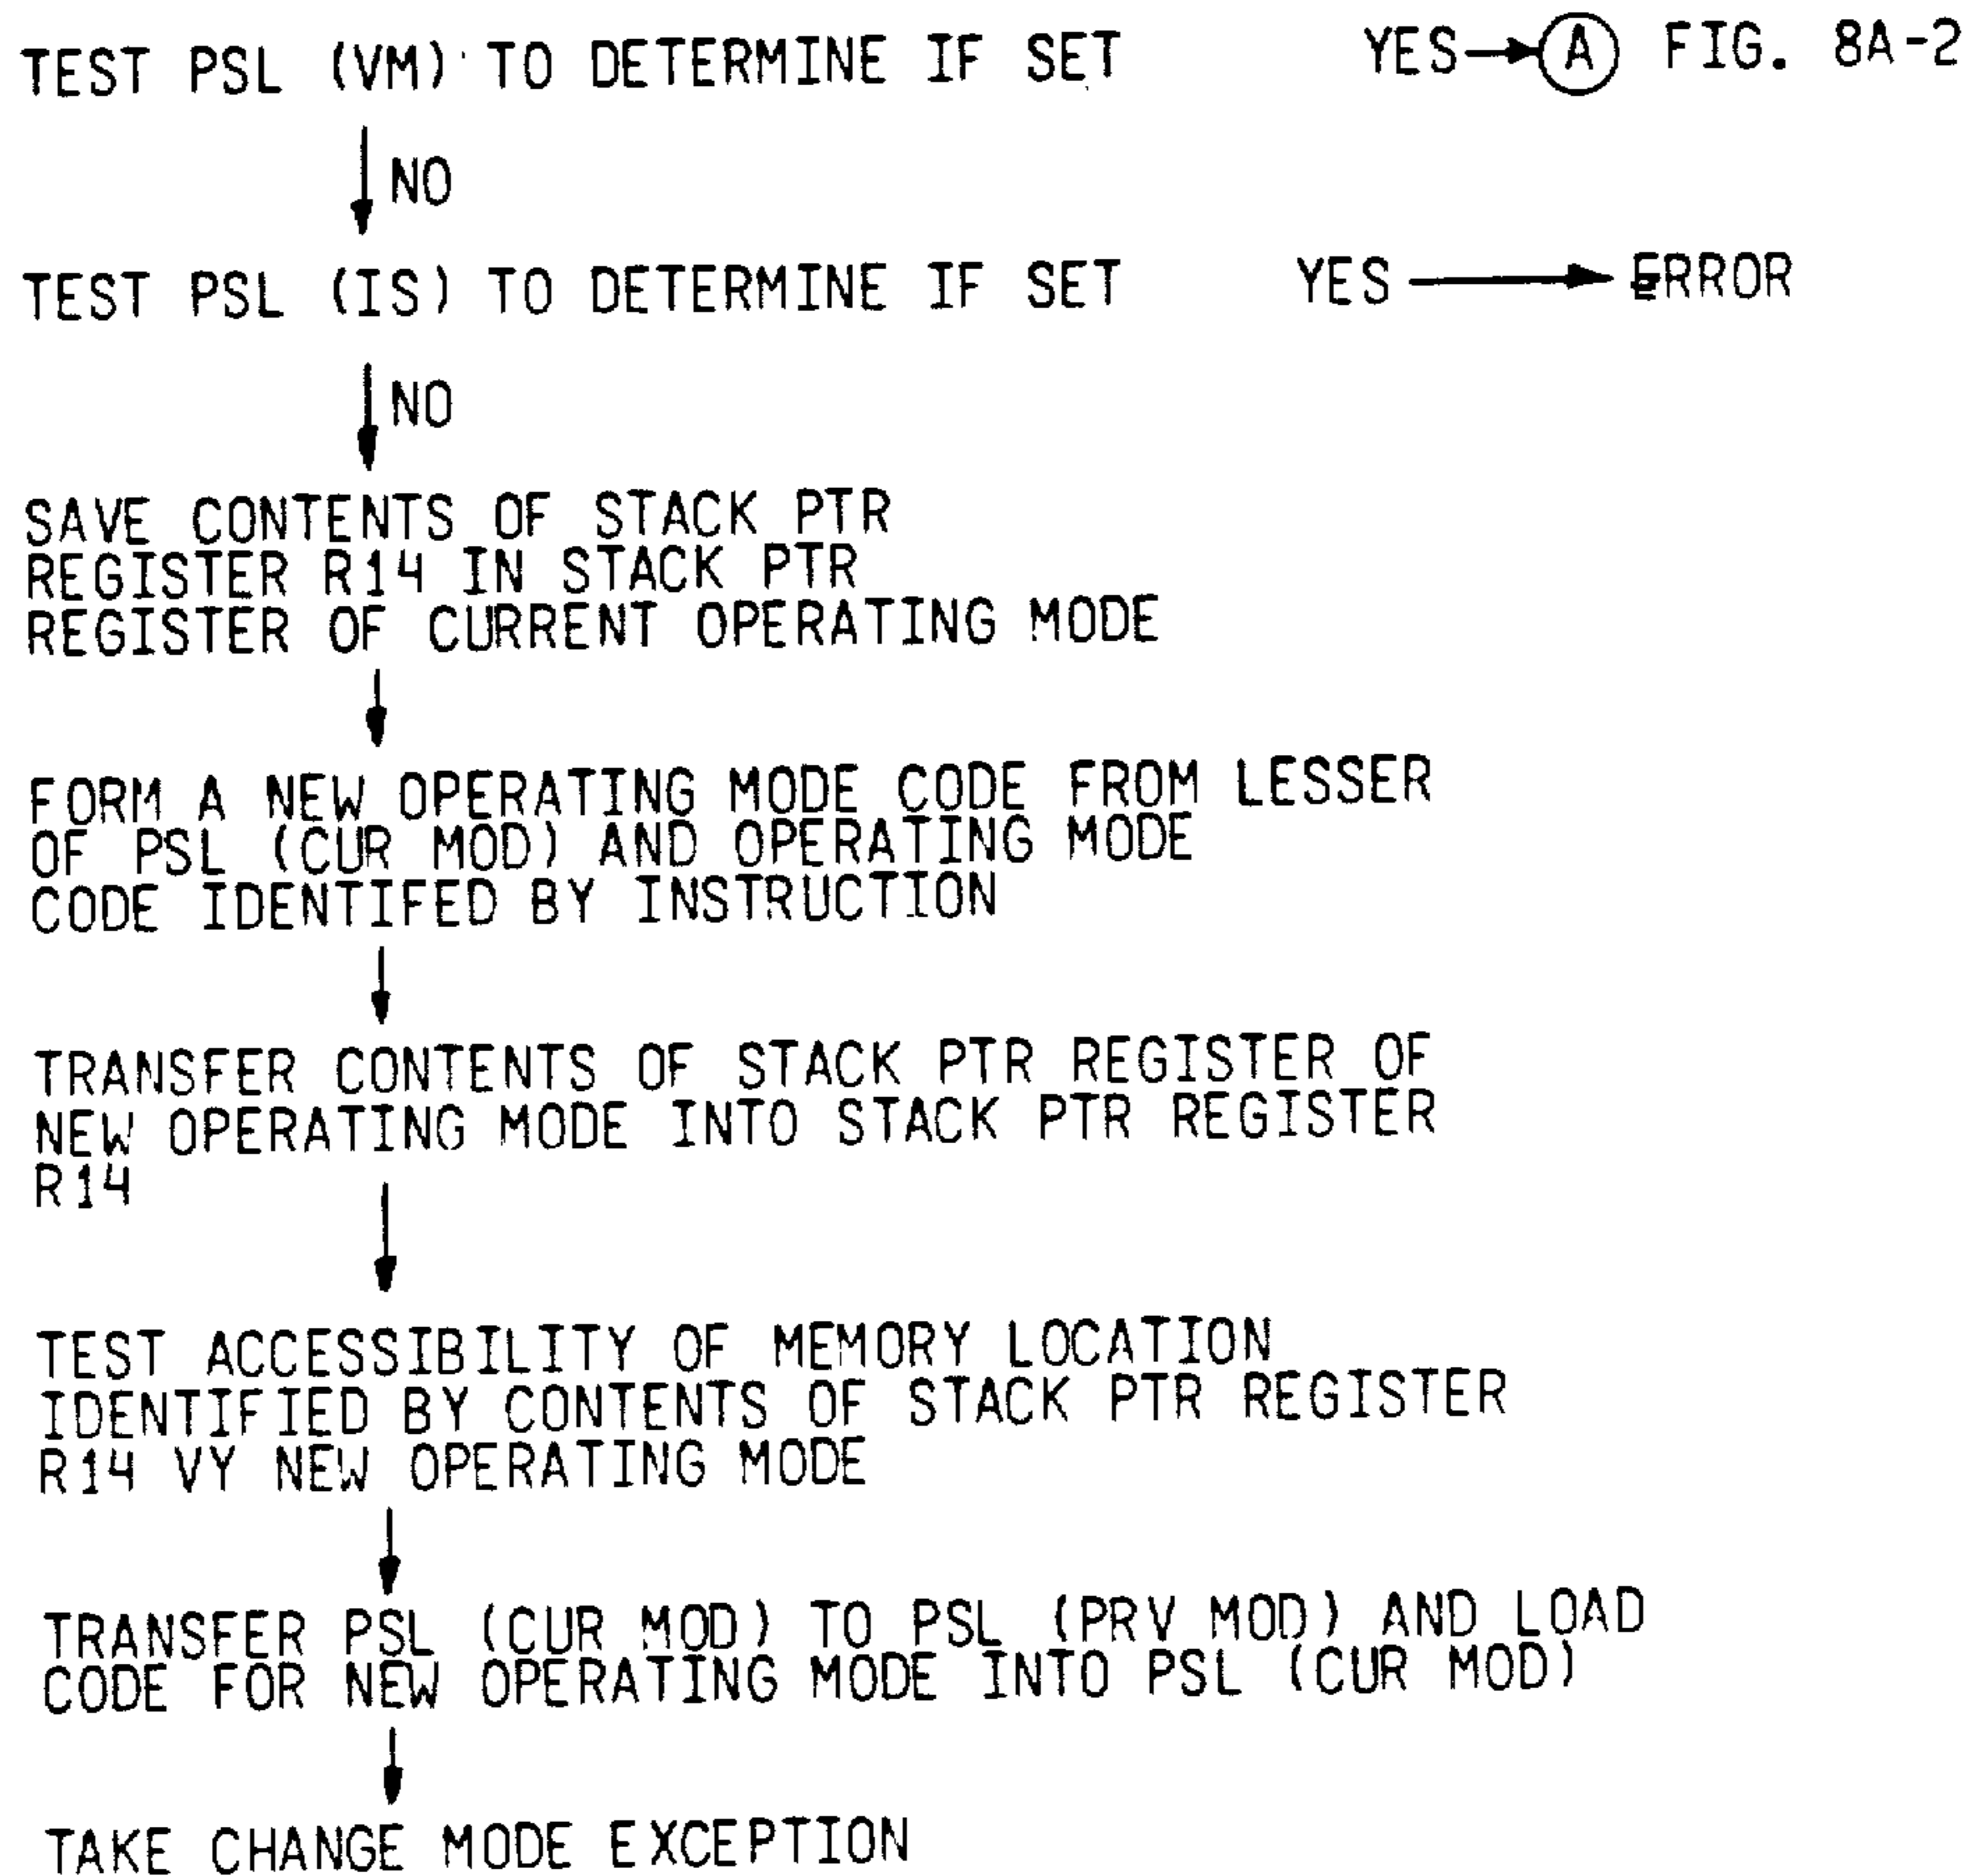 TEST PSL (VM) TO DETERMINE IF SET YES A FIG. 8A-2
NO
TEST PSL (IS) TO DETERMINE IF SET YES ERROR
NO
SAVE CONTENTS OF STACK PTR
REGISTER R14 IN STACK PTR
REGISTER OF CURRENT OPERATING MODE
FORM A NEW OPERATING MODE CODE FROM LESSER
OF PSL (CUR MOD) AND OPERATING MODE
CODE IDENTIFED BY INSTRUCTION
TRANSFER CONTENTS OF STACK PTR REGISTER OF
NEW OPERATING MODE INTO STACK PTR REGISTER
R14
TEST ACCESSIBILITY OF MEMORY LOCATION
IDENTIFIED BY CONTENTS OF STACK PTR REGISTER
R14 VY NEW OPERATING MODE
TRANSFER PSL (CUR MOD) TO PSL (PRV MOD) AND LOAD
CODE FOR NEW OPERATING MODE INTO PSL (CUR MOD)
TAKE CHANGE MODE EXCEPTION